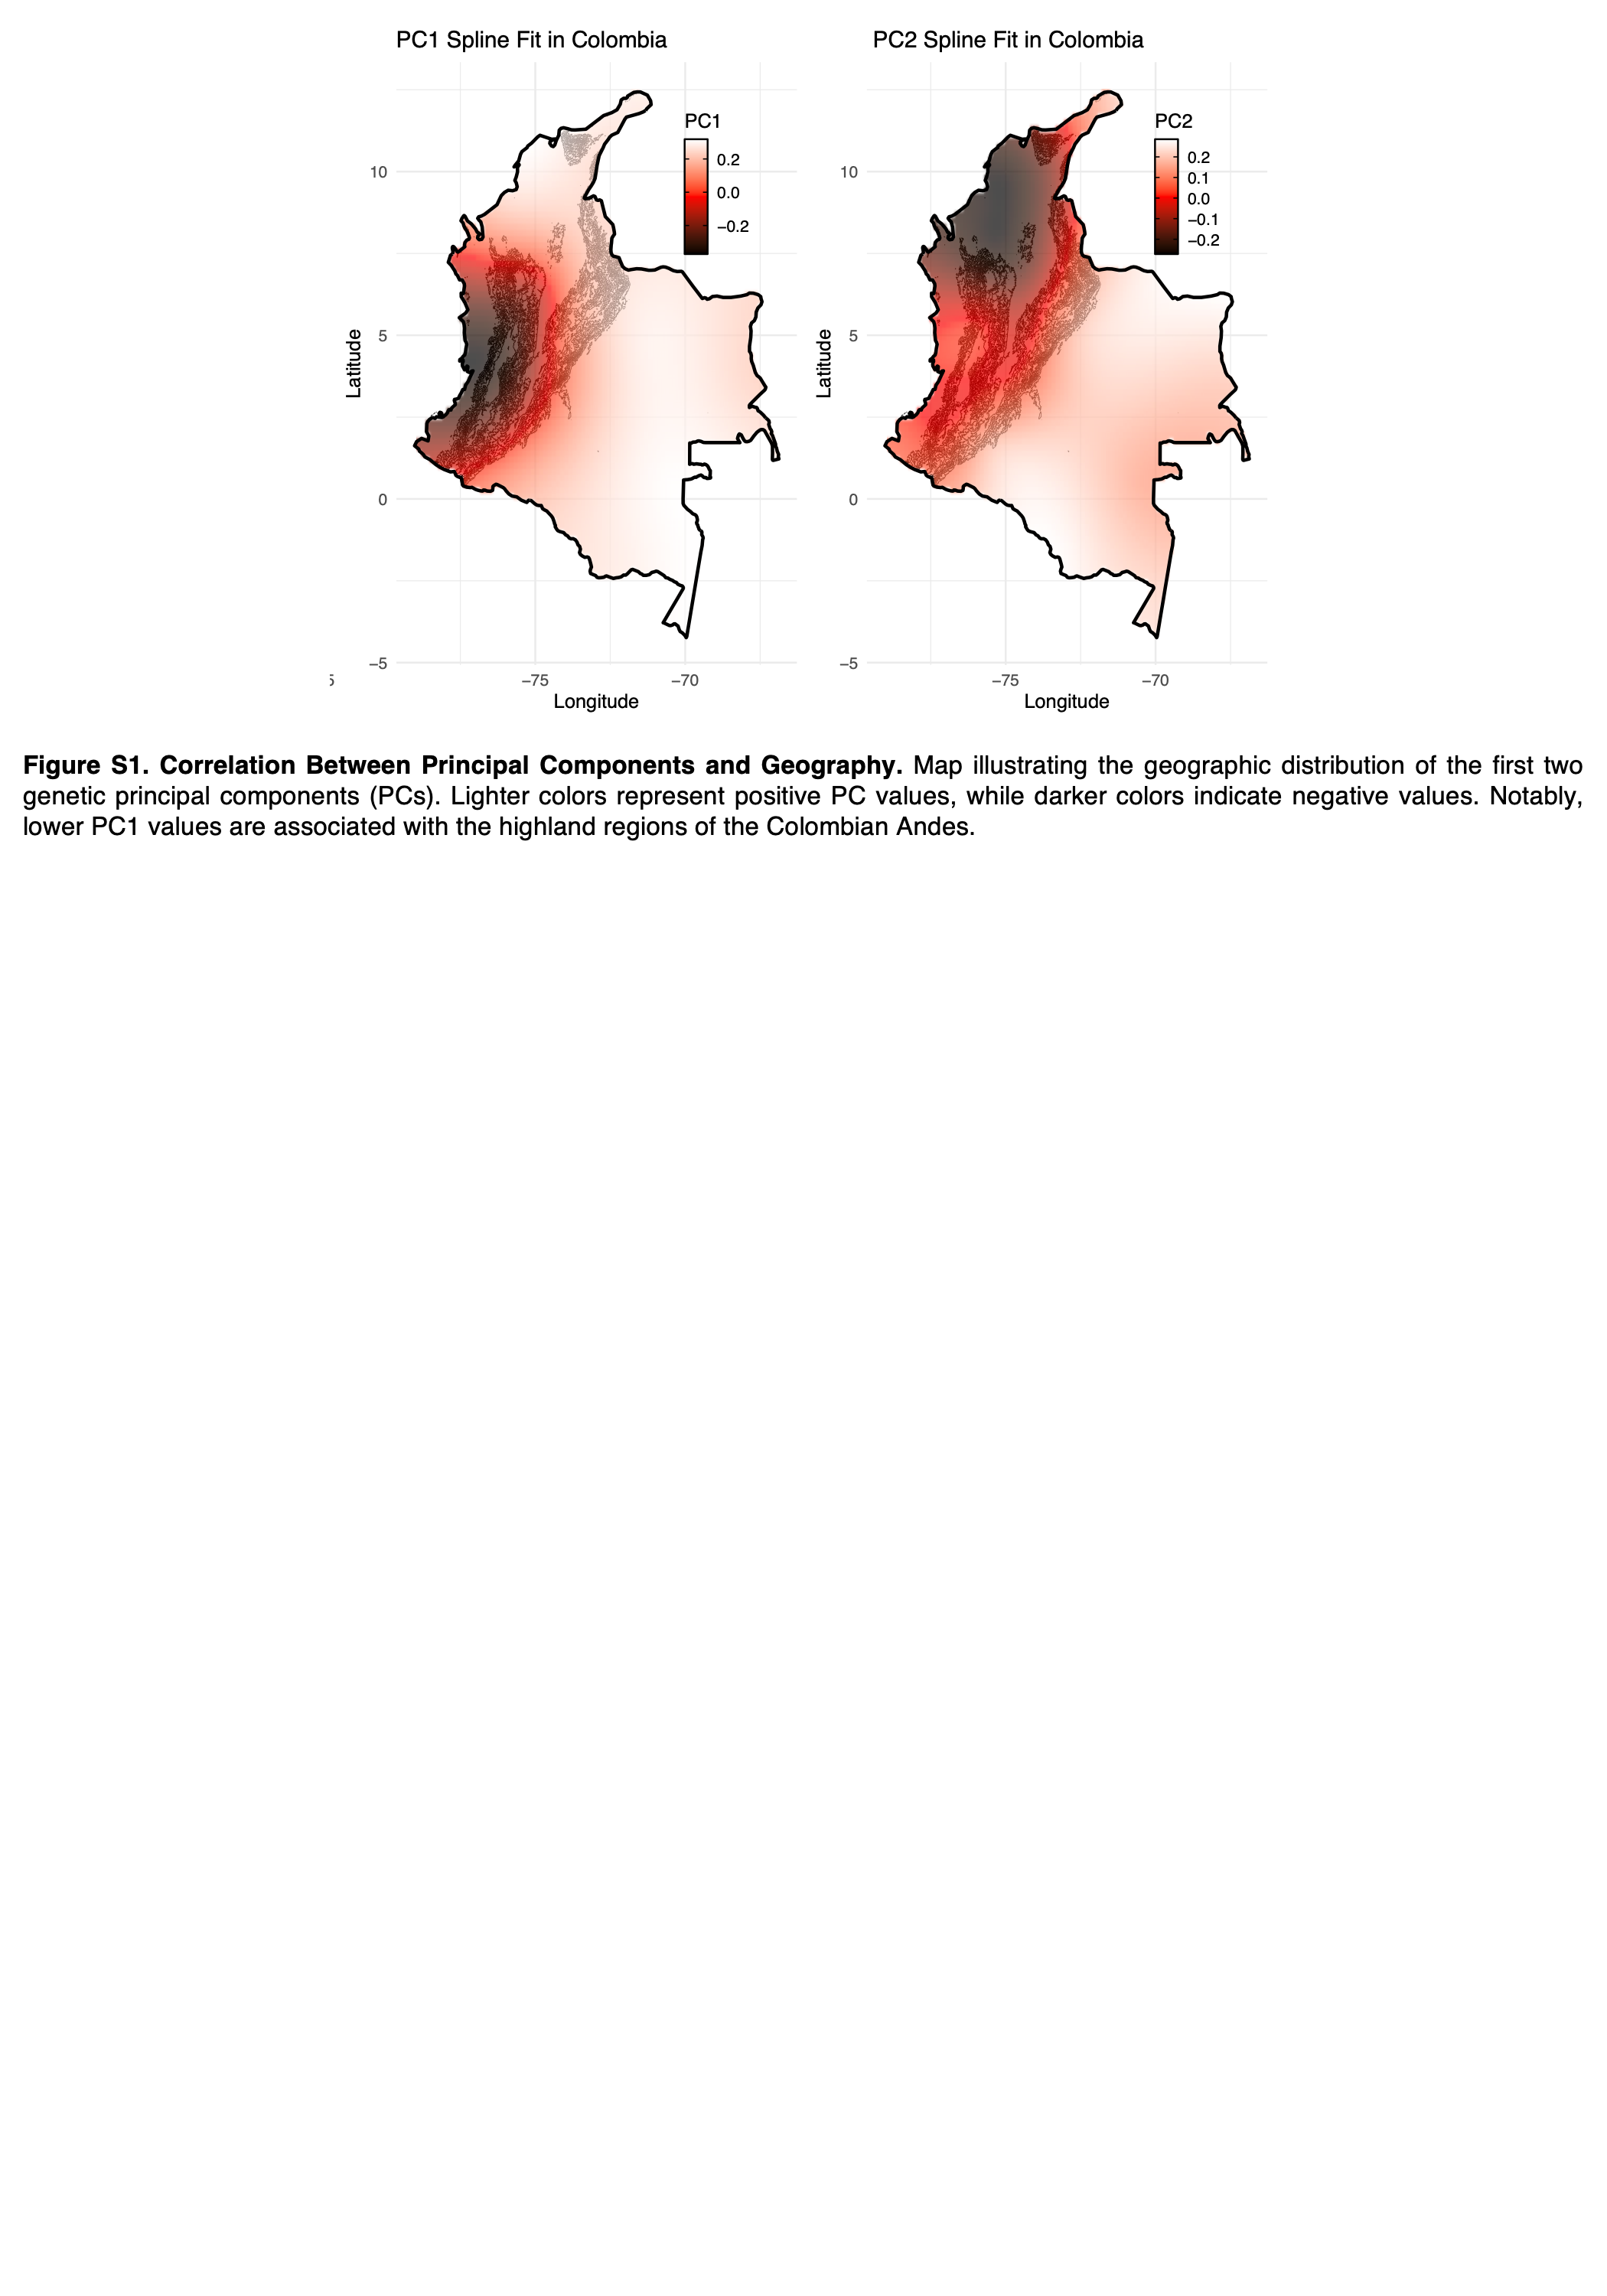 PC1 Spline Fit in Colombia
PC2 Spline Fit in Colombia
PC1
0.2
0.0
−0.2
10
5
0
−5
Latitude
5
−75
−70
Longitude
PC2
0.2
0.1
0.0
−0.1
−0.2
10
5
0
−5
Latitude
−75
−70
Longitude
Figure S1. Correlation Between Principal Components and Geography. Map illustrating the geographic distribution of the first two
genetic principal components (PCs). Lighter colors represent positive PC values, while darker colors indicate negative values. Notably,
lower PC1 values are associated with the highland regions of the Colombian Andes.